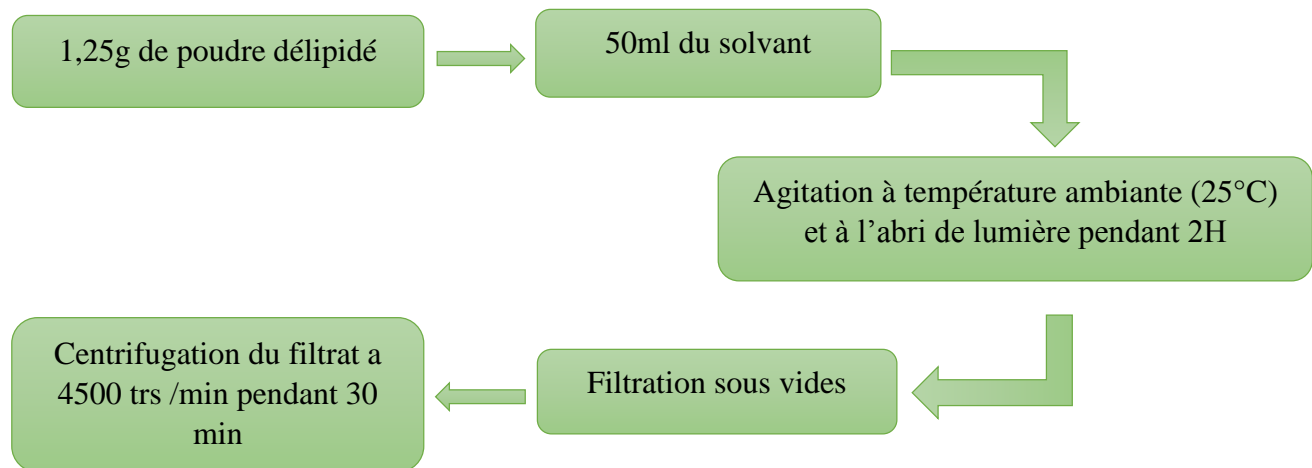 1,25g de poudre délipidé
50ml du solvant
Agitation à température ambiante (25°C)
et à l'abri de lumière pendant 2H
Filtration sous vides
Centrifugation du filtrat a
4500 trs /min pendant 30
min